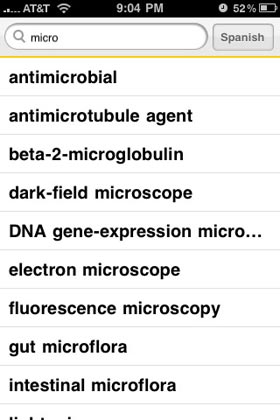 AT&T 9:04 PM 52%
micro Spanish
antimicrobial
antimicrotubule agent
beta-2-microglobulin
dark-field microscope
DNA gene-expression micro...
electron microscope
fluorescence microscopy
gut microflora
intestinal microflora